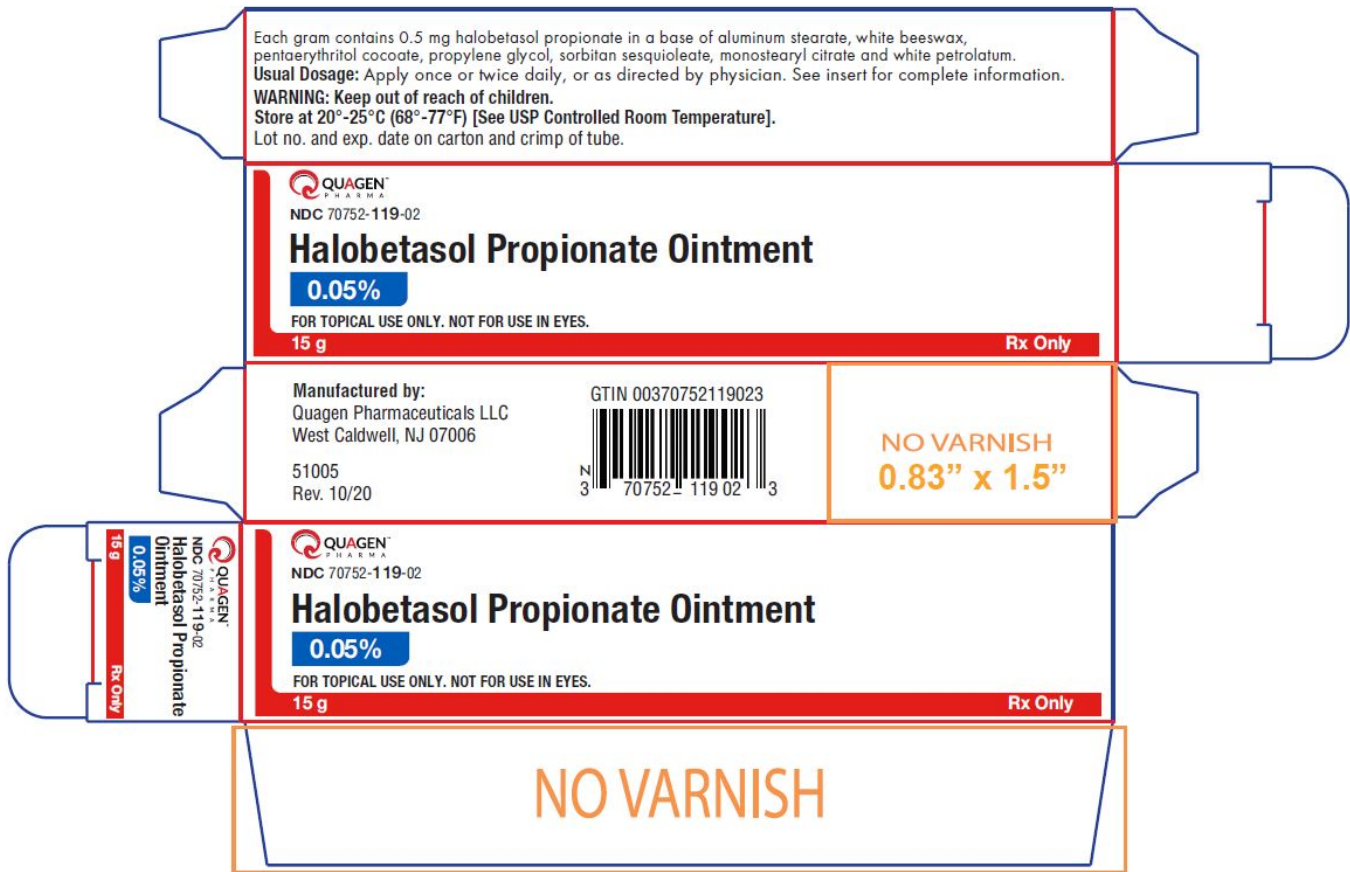 Each gram contains 0.5 mg halobetasol propionate in a base of aluminum stearate, white beeswax,
pentaerythritol cocoate, propylene glycol, sorbitan sesquioleate, monostearyl citrate and white petrolatum.
Usual Dosage: Apply once or twice daily, or as directed by physician. See insert for complete information.
WARNING: Keep out of reach of children.
Store at 20°-25°C (68°-77°F) [See USP Controlled Room Temperature].
Lot no. and exp. date on carton and crimp of tube.
QUAGEN™
PHARMA
NDC 70752-119-02
Halobetasol Propionate Ointment
0.05%
FOR TOPICAL USE ONLY. NOT FOR USE IN EYES.
15 g Rx Only
Manufactured by:
Quagen Pharmaceuticals LLC
West Caldwell, NJ 07006
51005
Rev. 10/20
GTIN 00370752119023
N
3 70752-119 02 3
NO VARNISH
0.83” x 1.5”
QUAGEN™
PHARMA
NDC 70752-119-02
Halobetasol Propionate
Ointment
0.05%
15 g Rx Only
QUAGEN™
PHARMA
NDC 70752-119-02
Halobetasol Propionate Ointment
0.05%
FOR TOPICAL USE ONLY. NOT FOR USE IN EYES.
15 g Rx Only
NO VARNISH